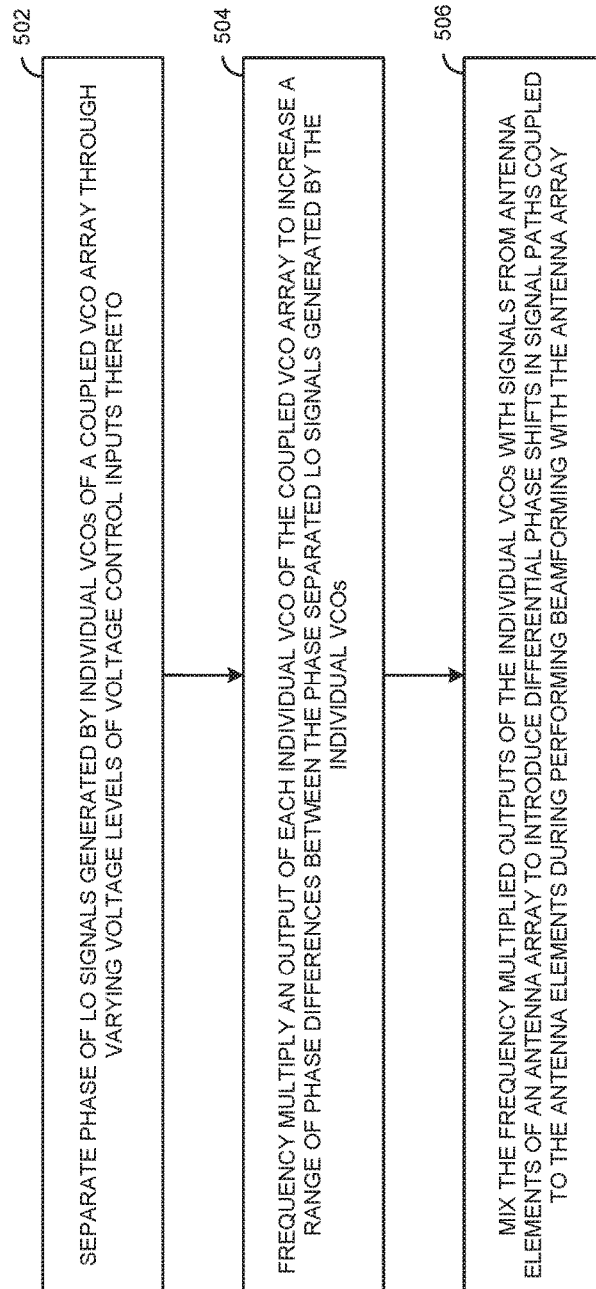 502
SEPARATE PHASE OF LO SIGNALS GENERATED BY INDIVIDUAL VCOs OF A COUPLED VCO ARRAY THROUGH
VARYING VOLTAGE LEVELS OF VOLTAGE CONTROL INPUTS THERETO
504
FREQUENCY MULTIPLY AN OUTPUT OF EACH INDIVIDUAL VCO OF THE COUPLED VCO ARRAY TO INCREASE A
RANGE OF PHASE DIFFERENCES BETWEEN THE PHASE SEPARATED LO SIGNALS GENERATED BY THE
INDIVIDUAL VCOs
506
MIX THE FREQUENCY MULTIPLIED OUTPUTS OF THE INDIVIDUAL VCOs WITH SIGNALS FROM ANTENNA
ELEMENTS OF AN ANTENNA ARRAY TO INTRODUCE DIFFERENTIAL PHASE SHIFTS IN SIGNAL PATHS COUPLED
TO THE ANTENNA ELEMENTS DURING PERFORMING BEAMFORMING WITH THE ANTENNA ARRAY